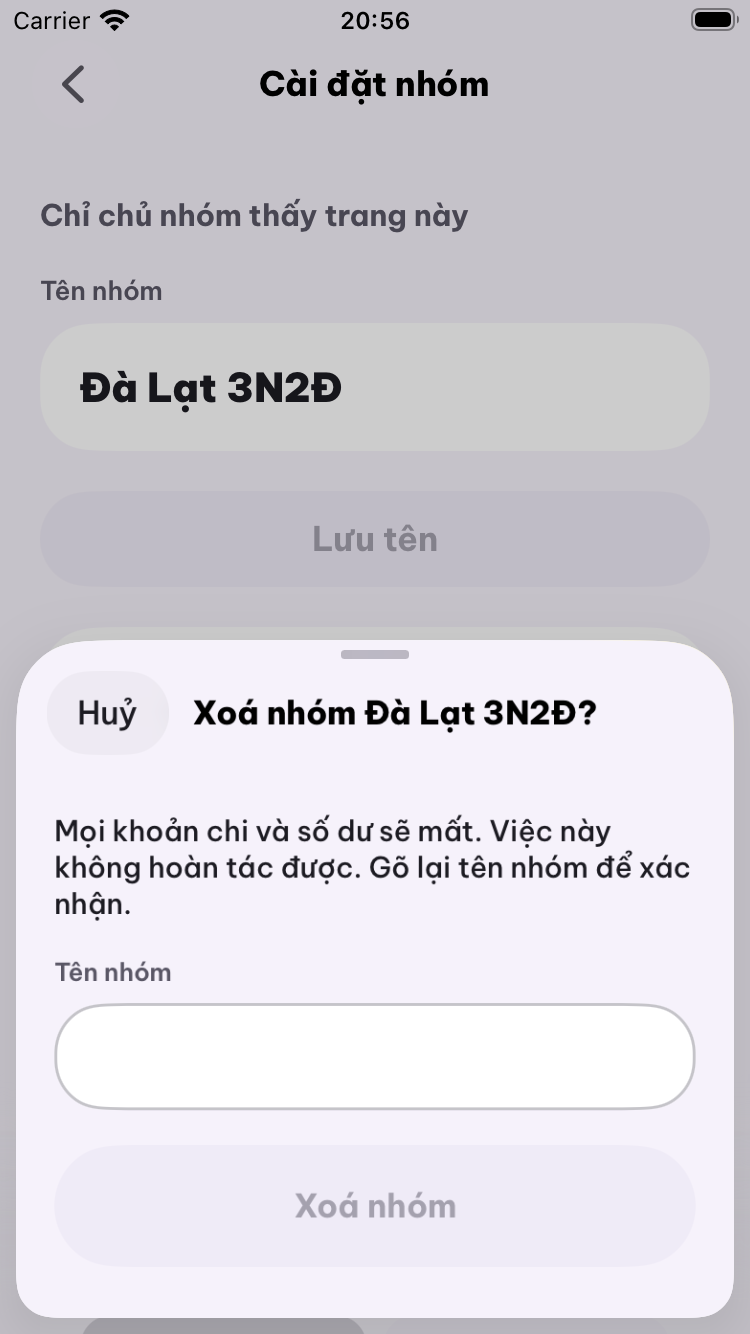 Carrier
20:56
Cài đặt nhóm
Chỉ chủ nhóm thấy trang này
Tên nhóm
Đà Lạt 3N2Đ
Lưu tên
Huỷ
Xoá nhóm Đà Lạt 3N2Đ?
Mọi khoản chi và số dư sẽ mất. Việc này
không hoàn tác được. Gõ lại tên nhóm để xác
nhận.
Tên nhóm
Xoá nhóm